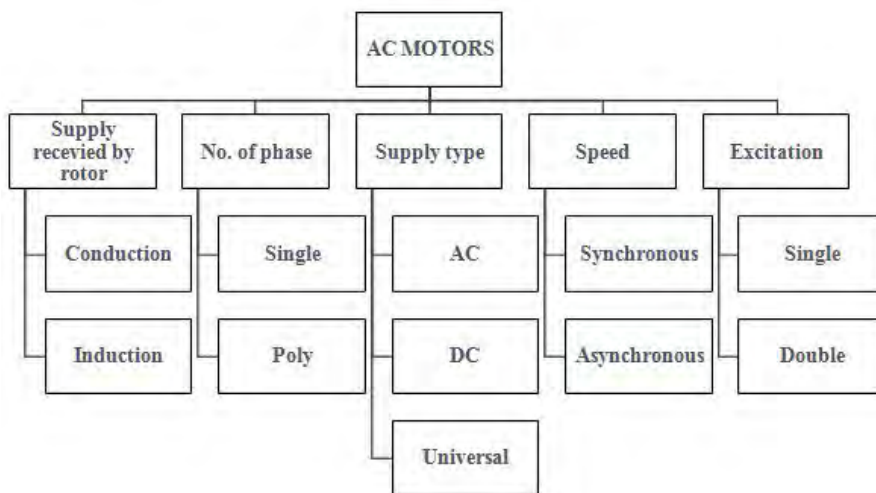 AC MOTORS
Supply
recevied by
rotor
No. of phase
Supply type
Speed
Excitation
Conduction
Single
AC
Synchronous
Single
Induction
Poly
DC
Asynchronous
Double
Universal